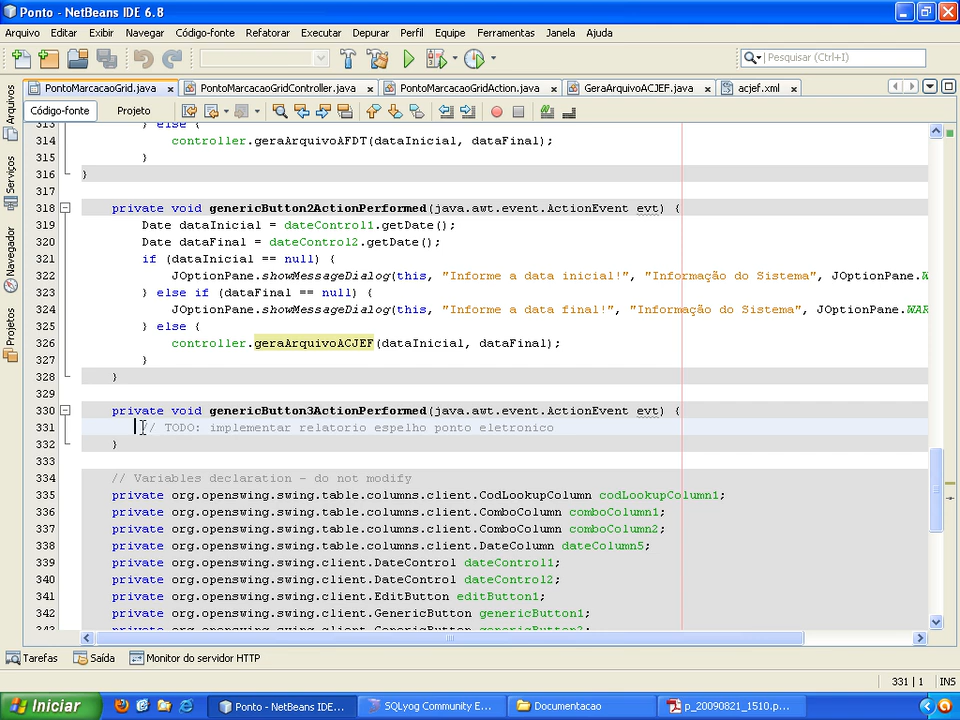 Ponto - NetBeans IDE 6.8
Arquivo Editar Exibir Navegar Código-fonte Refatorar Executar Depurar Perfil Equipe Ferramentas Janela Ajuda
Pesquisar (Ctrl+I)
PontoMarcacaoGrid.java x PontoMarcacaoGridController.java x PontoMarcacaoGridAction.java x GeraArquivoACJEF.java x acjef.xml x
Código-fonte Projeto
Arquivos
Serviços
Navegador
Projetos
313 } else {
314 controller.geraArquivoAFDT(dataInicial, dataFinal);
315 }
316 }
317
318 private void genericButton2ActionPerformed(java.awt.event.ActionEvent evt) {
319 Date dataInicial = dateControl1.getDate();
320 Date dataFinal = dateControl2.getDate();
321 if (dataInicial == null) {
322 JOptionPane.showMessageDialog(this, "Informe a data inicial!", "Informação do Sistema", JOptionPane.WA
323 } else if (dataFinal == null) {
324 JOptionPane.showMessageDialog(this, "Informe a data final!", "Informação do Sistema", JOptionPane.WAR
325 } else {
326 controller.geraArquivoACJEF(dataInicial, dataFinal);
327 }
328 }
329
330 private void genericButton3ActionPerformed(java.awt.event.ActionEvent evt) {
331 // TODO: implementar relatorio espelho ponto eletronico
332 }
333
334 // Variables declaration - do not modify
335 private org.openswing.swing.table.columns.client.CodLookupColumn codLookupColumn1;
336 private org.openswing.swing.table.columns.client.ComboColumn comboColumn1;
337 private org.openswing.swing.table.columns.client.ComboColumn comboColumn2;
338 private org.openswing.swing.table.columns.client.DateColumn dateColumn5;
339 private org.openswing.swing.client.DateControl dateControl1;
340 private org.openswing.swing.client.DateControl dateControl2;
341 private org.openswing.swing.client.EditButton editButton1;
342 private org.openswing.swing.client.GenericButton genericButton1;
343 private org.openswing.swing.client.GenericButton genericButton2;
Tarefas Saída Monitor do servidor HTTP
331 | 1 INS
Iniciar Ponto - NetBeans IDE... SQLyog Community E... Documentacao p_20090821_1510.p...